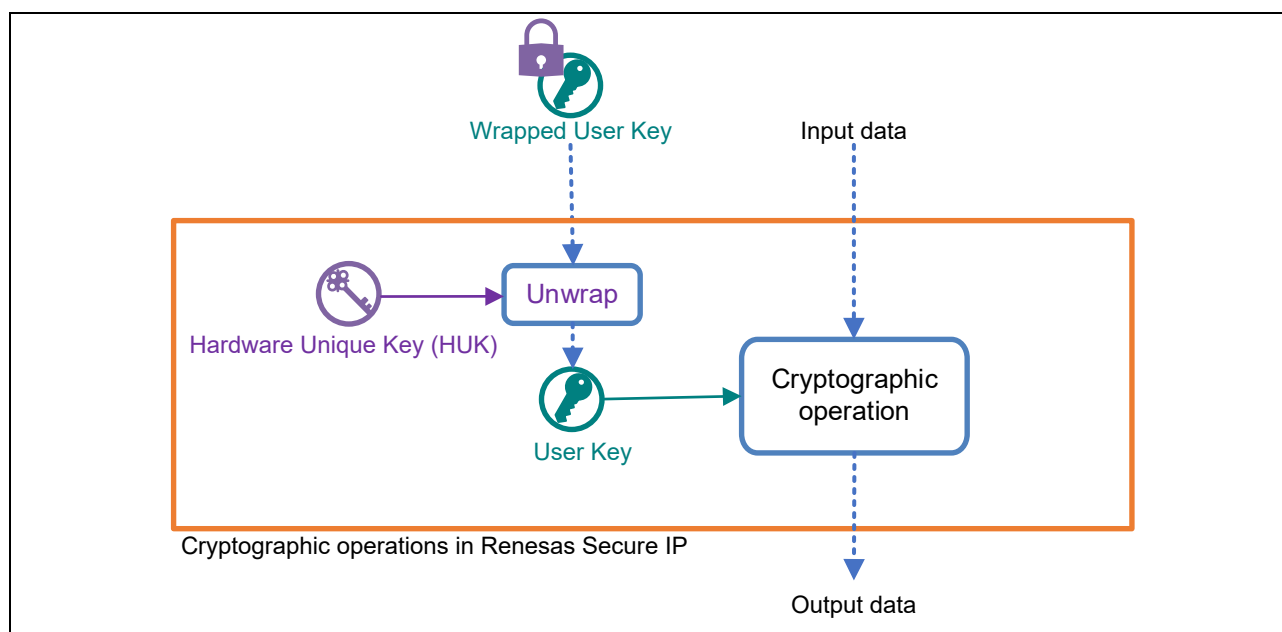 Wrapped User Key
Input data
Unwrap
Hardware Unique Key (HUK)
Cryptographic
operation
User Key
Cryptographic operations in Renesas Secure IP
Output data